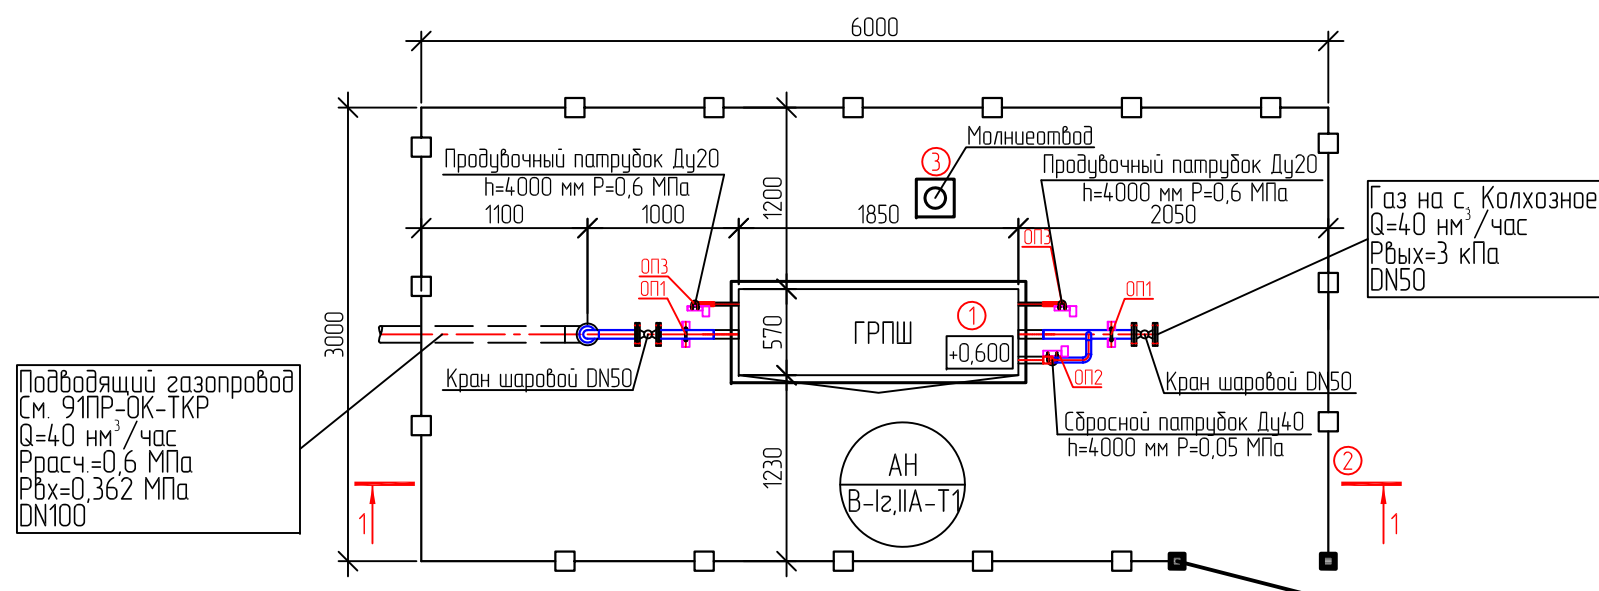 6000
Молниеотвод
3
Продувочный патрубок Ду20
h=4000 мм Р=0,6 МПа
Продувочный патрубок Ду20
h=4000 мм Р=0,6 МПа
1100
1000
1200
1850
2050
Газ на с. Колхозное
Q=40 нм³/час
Рвых=3 кПа
DN50
ОП3
ОП1
ОП3
ОП1
3000
570
ГРПШ
1
+0,600
ОП2
Кран шаровой DN50
Кран шаровой DN50
Подводящий газопровод
См. 91ПР-ОК-ТКР
Q=40 нм³/час
Ррасч.=0,6 МПа
Рвх=0,362 МПа
DN100
Сбросной патрубок Ду40
h=4000 мм Р=0,05 МПа
1230
АН
В-Iг,IIА-Т1
2
1
1